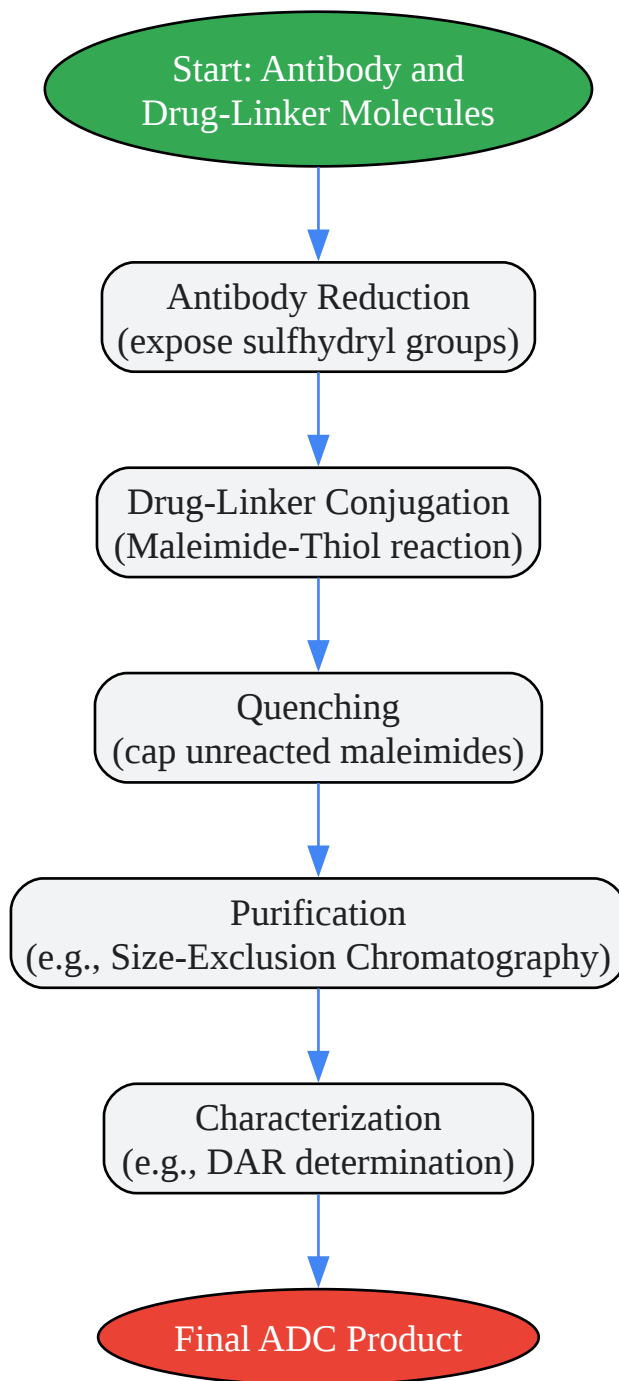 Start: Antibody and
Drug-Linker Molecules
Antibody Reduction
(expose sulfhydryl groups)
Drug-Linker Conjugation
(Maleimide-Thiol reaction)
Quenching
(cap unreacted maleimides)
Purification
(e.g., Size-Exclusion Chromatography)
Characterization
(e.g., DAR determination)
Final ADC Product